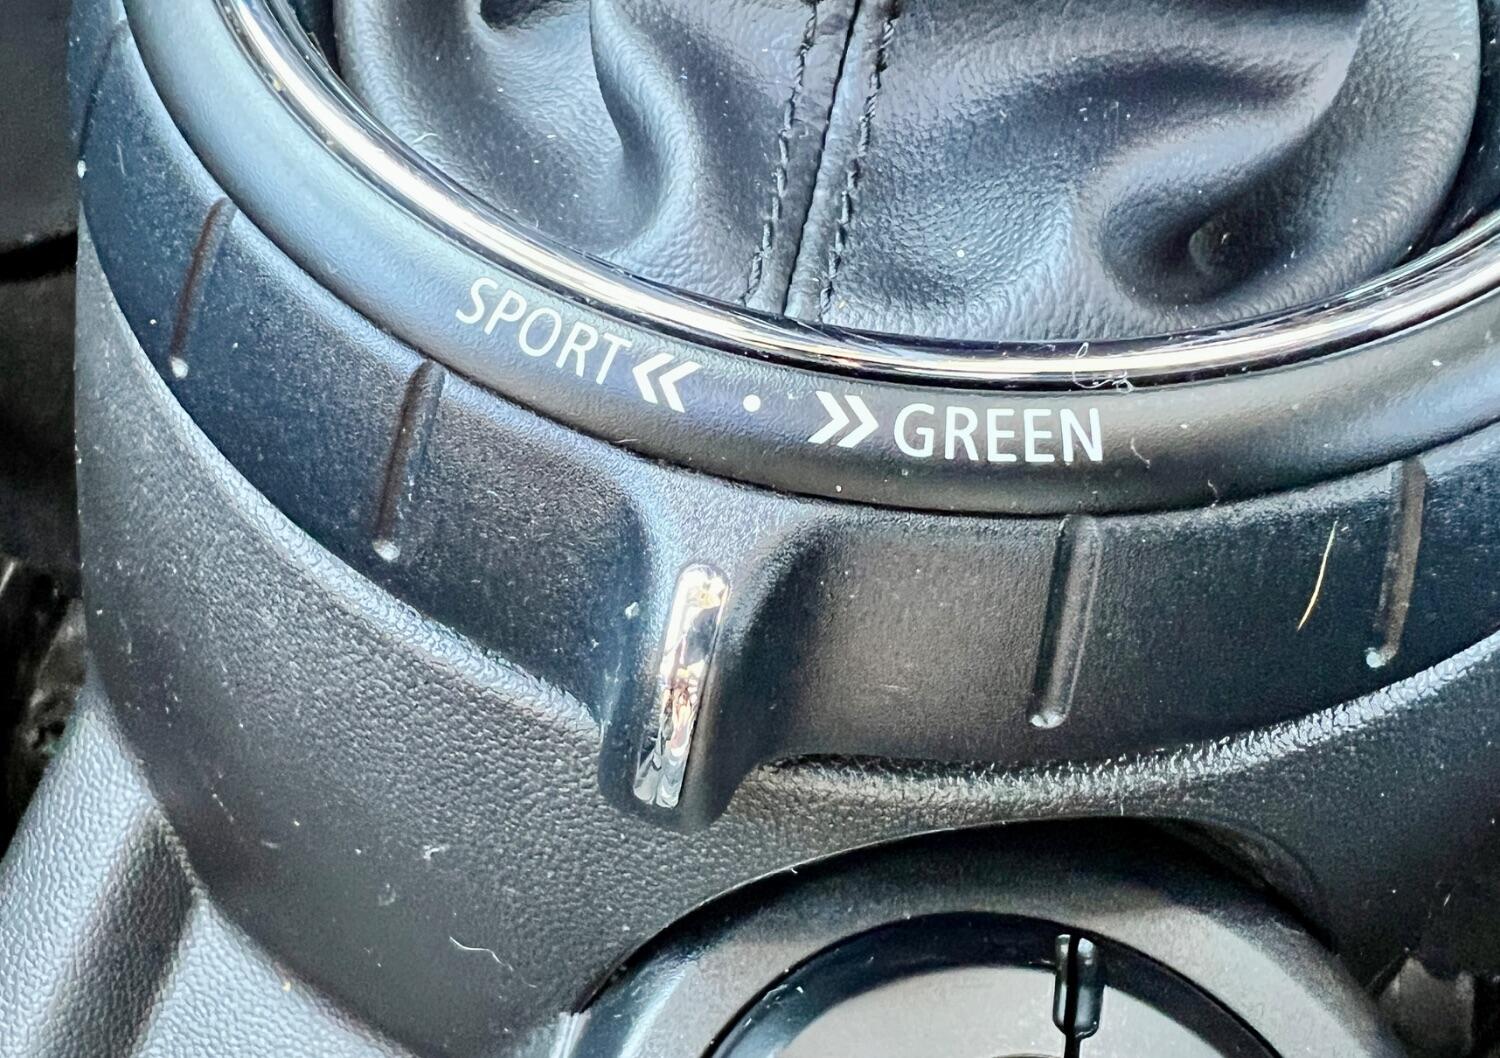 SPORT « • » GREEN